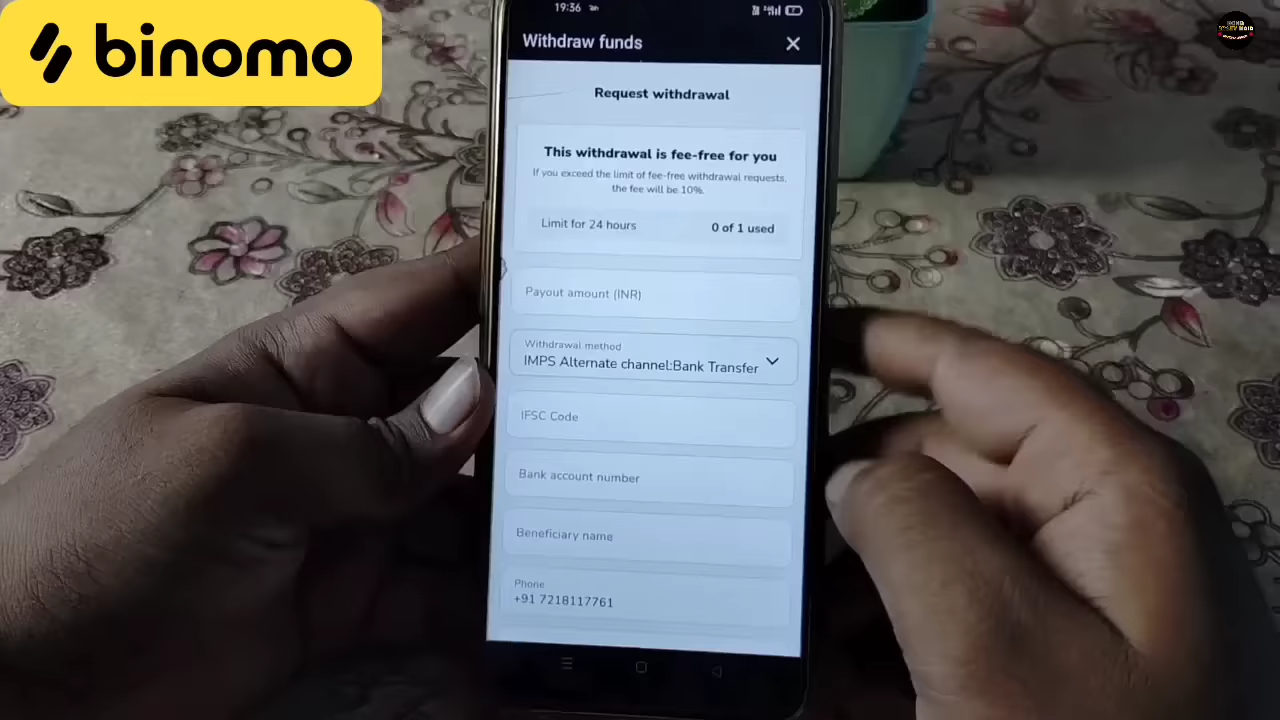 binomo
19:36
Withdraw funds
Request withdrawal
This withdrawal is fee-free for you
If you exceed the limit of fee-free withdrawal requests,
the fee will be 10%.
Limit for 24 hours
0 of 1 used
Payout amount (INR)
Withdrawal method
IMPS Alternate channel:Bank Transfer
IFSC Code
Bank account number
Beneficiary name
Phone
+91 7218117761